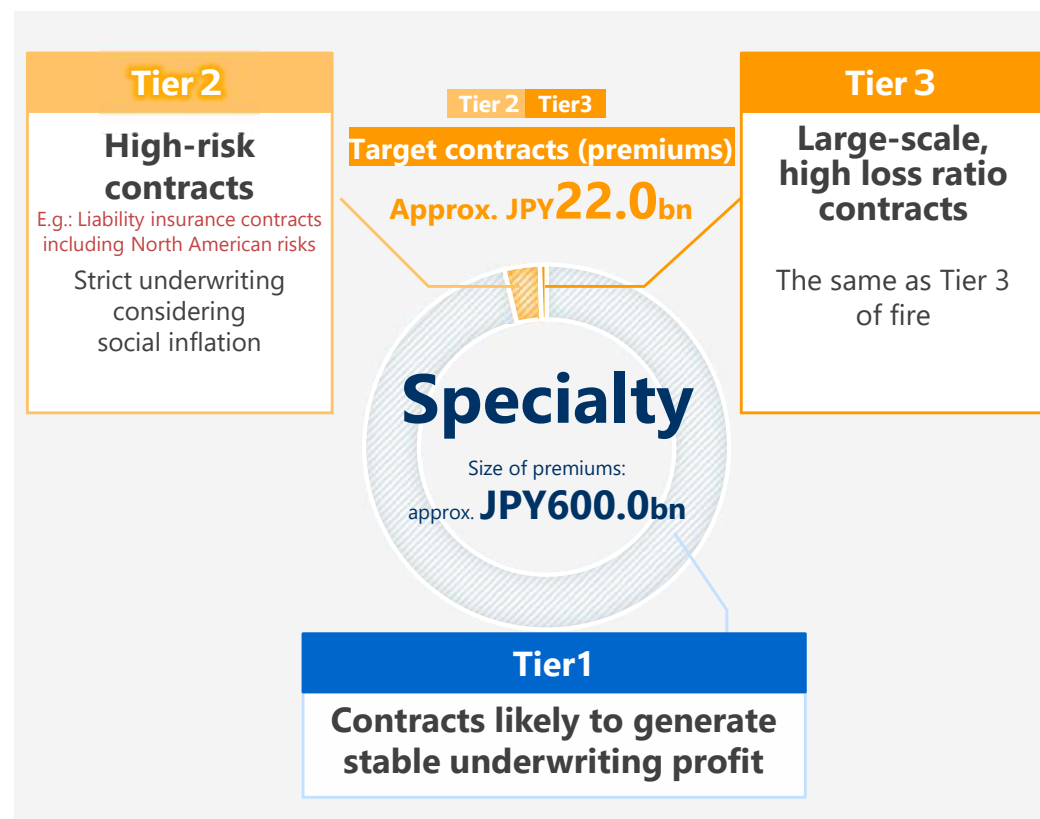 Tier 2
High-risk
contracts
E.g.: Liability insurance contracts
including North American risks
Strict underwriting
considering
social inflation
Tier 2 Tier3
Target contracts (premiums)
Approx. JPY22.0bn
Tier 3
Large-scale,
high loss ratio
contracts
The same as Tier 3
of fire
Specialty
Size of premiums:
approx. JPY600.0bn
Tier1
Contracts likely to generate
stable underwriting profit